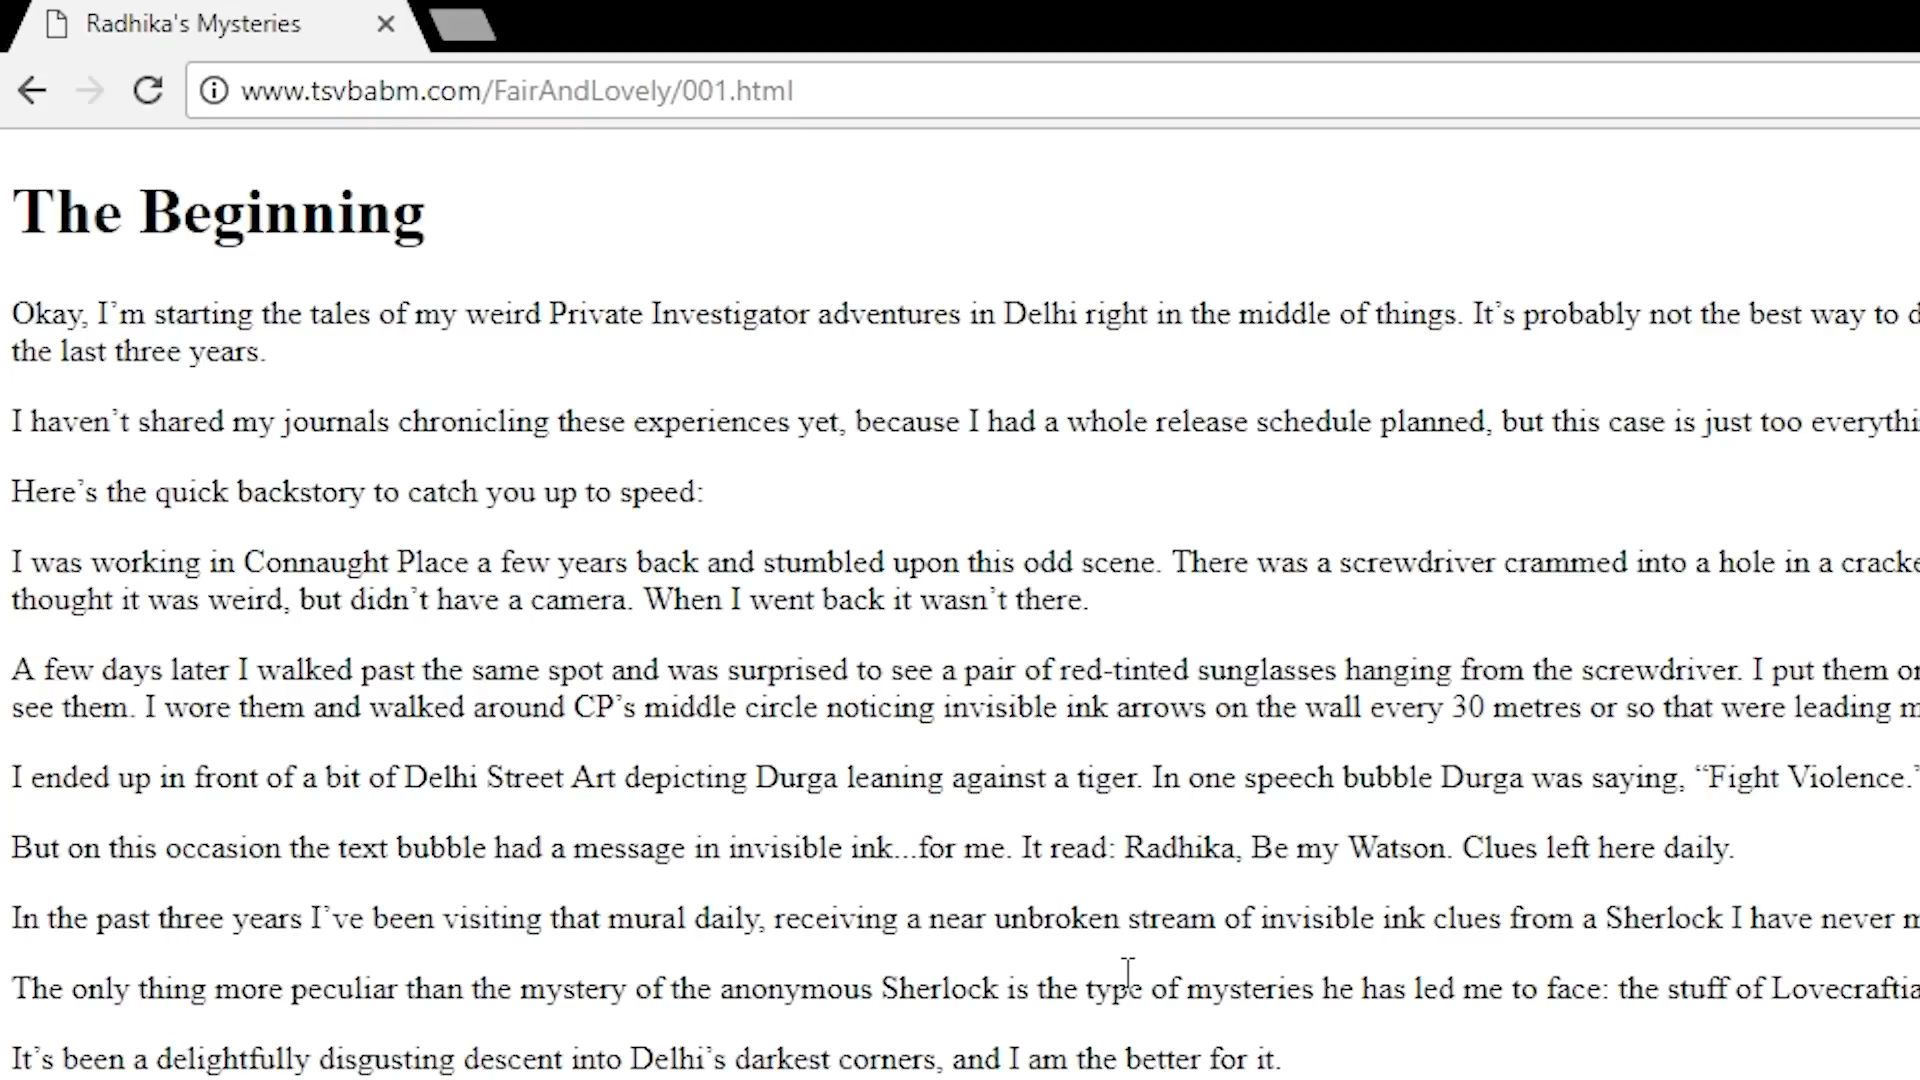 Radhika's Mysteries
www.tsvbabm.com/FairAndLovely/001.html
The Beginning
Okay, I’m starting the tales of my weird Private Investigator adventures in Delhi right in the middle of things. It’s probably not the best way to
the last three years.
I haven’t shared my journals chronicling these experiences yet, because I had a whole release schedule planned, but this case is just too
Here’s the quick backstory to catch you up to speed:
I was working in Connaught Place a few years back and stumbled upon this odd scene. There was a screwdriver crammed into a hole in a
thought it was weird, but didn’t have a camera. When I went back it wasn’t there.
A few days later I walked past the same spot and was surprised to see a pair of red-tinted sunglasses hanging from the screwdriver. I put them
see them. I wore them and walked around CP’s middle circle noticing invisible ink arrows on the wall every 30 metres or so that were leading
I ended up in front of a bit of Delhi Street Art depicting Durga leaning against a tiger. In one speech bubble Durga was saying, “Fight Violence.”
But on this occasion the text bubble had a message in invisible ink...for me. It read: Radhika, Be my Watson. Clues left here daily.
In the past three years I’ve been visiting that mural daily, receiving a near unbroken stream of invisible ink clues from a Sherlock I have never
The only thing more peculiar than the mystery of the anonymous Sherlock is the type of mysteries he has led me to face: the stuff of
It’s been a delightfully disgusting descent into Delhi’s darkest corners, and I am the better for it.